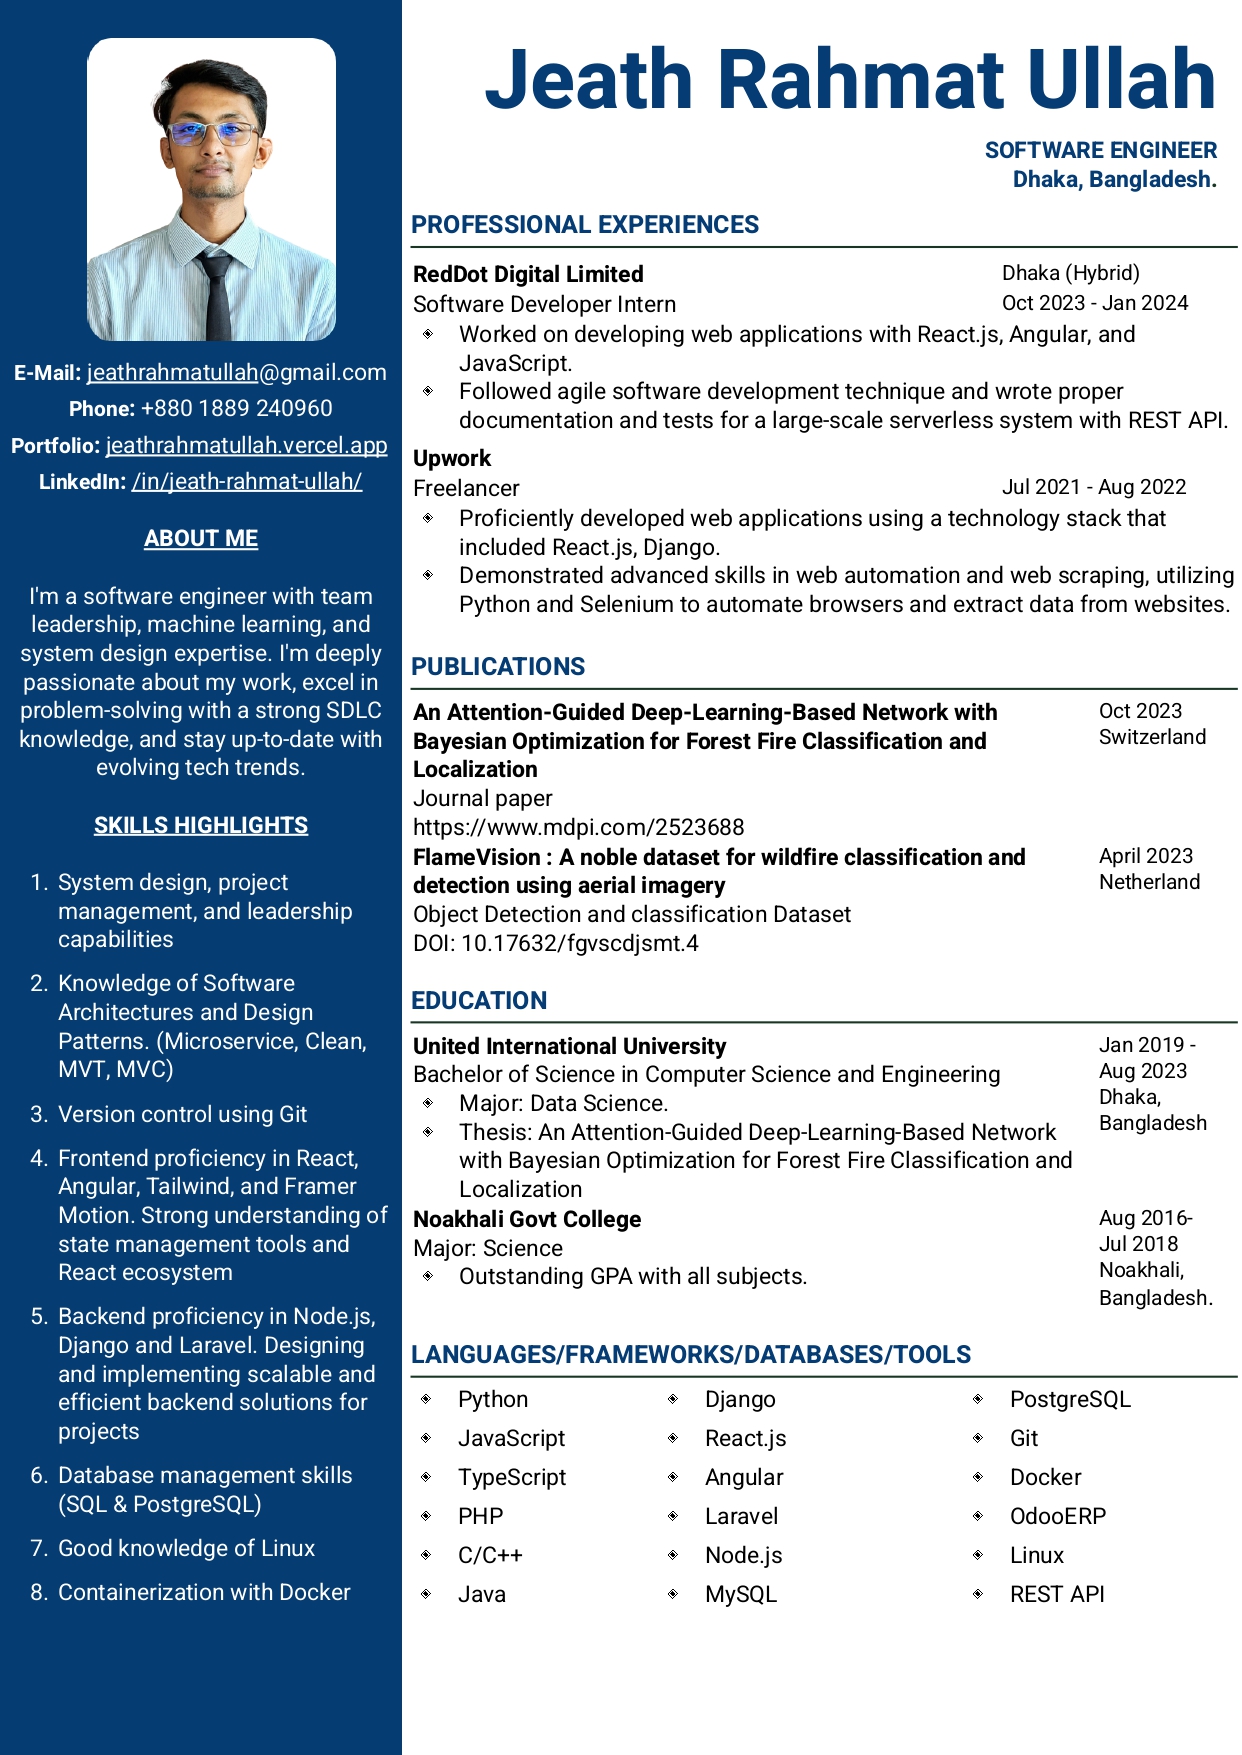 Jeath Rahmat Ullah
SOFTWARE ENGINEER
Dhaka, Bangladesh.
E-Mail: jeathrahmatullah@gmail.com
Phone: +880 1889 240960
Portfolio: jeathrahmatullah.vercel.app
LinkedIn: /in/jeath-rahmat-ullah/
ABOUT ME
I'm a software engineer with team
leadership, machine learning, and
system design expertise. I'm deeply
passionate about my work, excel in
problem-solving with a strong SDLC
knowledge, and stay up-to-date with
evolving tech trends.
SKILLS HIGHLIGHTS
1. System design, project
management, and leadership
capabilities
2. Knowledge of Software
Architectures and Design
Patterns. (Microservice, Clean,
MVT, MVC)
3. Version control using Git
4. Frontend proficiency in React,
Angular, Tailwind, and Framer
Motion. Strong understanding of
state management tools and
React ecosystem
5. Backend proficiency in Node.js,
Django and Laravel. Designing
and implementing scalable and
efficient backend solutions for
projects
6. Database management skills
(SQL & PostgreSQL)
7. Good knowledge of Linux
8. Containerization with Docker
PROFESSIONAL EXPERIENCES
RedDot Digital Limited Dhaka (Hybrid)
Software Developer Intern Oct 2023 - Jan 2024
Worked on developing web applications with React.js, Angular, and
JavaScript.
Followed agile software development technique and wrote proper
documentation and tests for a large-scale serverless system with REST API.
Upwork
Freelancer Jul 2021 - Aug 2022
Proficiently developed web applications using a technology stack that
included React.js, Django.
Demonstrated advanced skills in web automation and web scraping, utilizing
Python and Selenium to automate browsers and extract data from websites.
PUBLICATIONS
An Attention-Guided Deep-Learning-Based Network with
Bayesian Optimization for Forest Fire Classification and
Localization
Journal paper
https://www.mdpi.com/2523688
Oct 2023
Switzerland
FlameVision : A noble dataset for wildfire classification and
detection using aerial imagery
Object Detection and classification Dataset
DOI: 10.17632/fgvscdjsmt.4
April 2023
Netherland
EDUCATION
United International University
Bachelor of Science in Computer Science and Engineering
Major: Data Science.
Thesis: An Attention-Guided Deep-Learning-Based Network
with Bayesian Optimization for Forest Fire Classification and
Localization
Jan 2019 -
Aug 2023
Dhaka,
Bangladesh
Noakhali Govt College
Major: Science
Outstanding GPA with all subjects.
Aug 2016-
Jul 2018
Noakhali,
Bangladesh.
LANGUAGES/FRAMEWORKS/DATABASES/TOOLS
Python Django PostgreSQL
JavaScript React.js Git
TypeScript Angular Docker
PHP Laravel OdooERP
C/C++ Node.js Linux
Java MySQL REST API